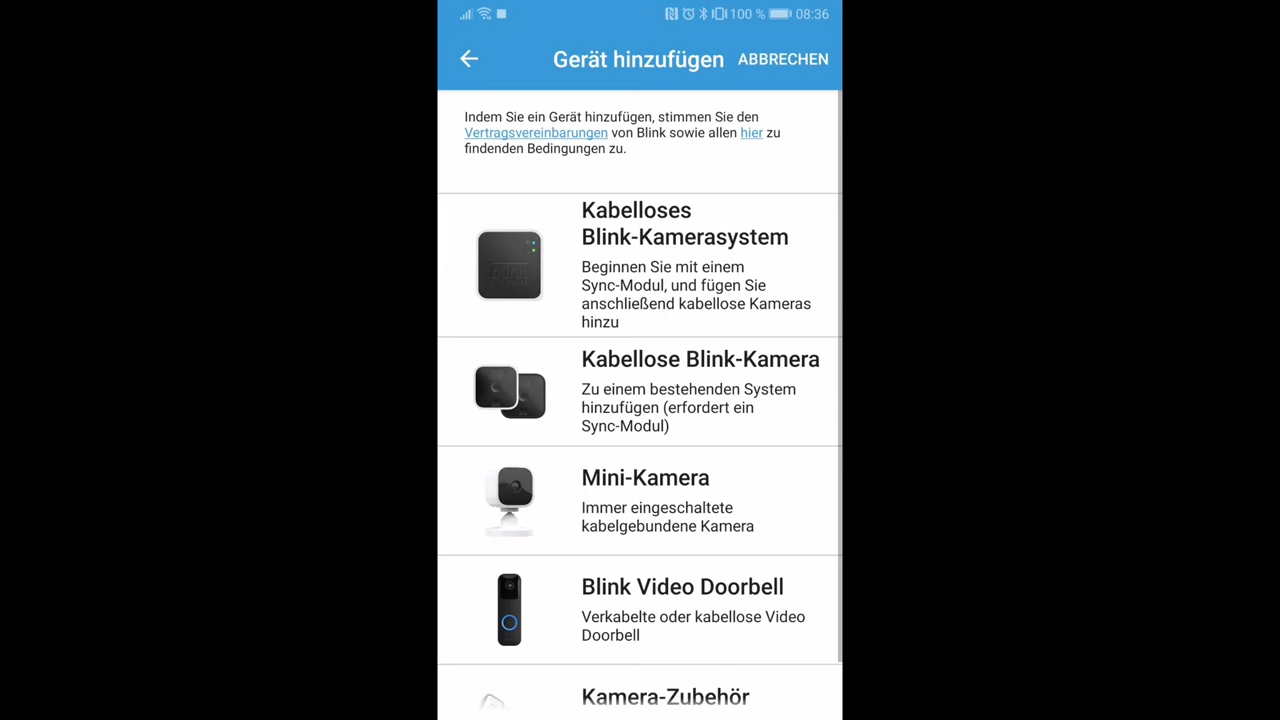 100 % 08:36
Gerät hinzufügen ABBRECHEN
Indem Sie ein Gerät hinzufügen, stimmen Sie den
Vertragsvereinbarungen von Blink sowie allen hier zu
findenden Bedingungen zu.
Kabelloses
Blink-Kamerasystem
Beginnen Sie mit einem
Sync-Modul, und fügen Sie
anschließend kabellose Kameras
hinzu
Kabellose Blink-Kamera
Zu einem bestehenden System
hinzufügen (erfordert ein
Sync-Modul)
Mini-Kamera
Immer eingeschaltete
kabelgebundene Kamera
Blink Video Doorbell
Verkabelte oder kabellose Video
Doorbell
Kamera-Zubehör